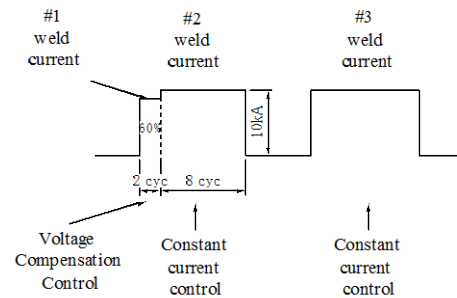 #1
weld
current
#2
weld
current
#3
weld
current
60%
10kA
2 cyc
8 cyc
Voltage
Compensation
Control
Constant
current
control
Constant
current
control